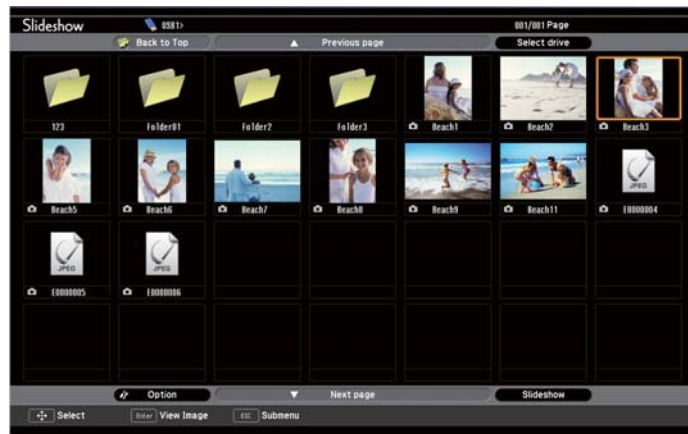 Slideshow USB1> 001/001 Page
Back to Top ▲ Previous page Select drive
123 Folder01 Folder2 Folder3 Beach1 Beach2 Beach3
Beach5 Beach6 Beach7 Beach8 Beach9 Beach11 E0000004
JPEG
E0000005 E0000006
JPEG JPEG
Option ▼ Next page Slideshow
Select Enter View Image ESC Submenu